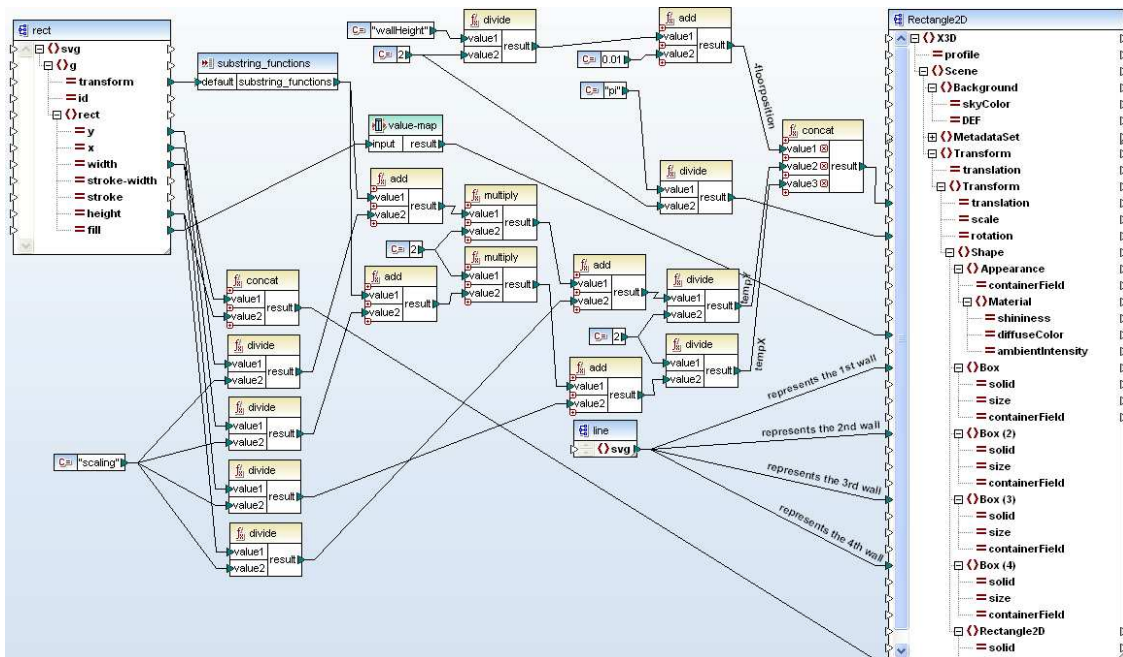 rect
svg
g
transform
id
rect
y
x
width
stroke-width
stroke
height
fill
substring_functions
default substring_functions
C= "wallHeight"
C= 2
divide
value1
value2
result
add
value1
value2
result
C= 0.01
C= "pi"
4floorposition
value-map
input result
add
value1
value2
result
multiply
value1
value2
result
C= 2
multiply
value1
value2
result
add
value1
value2
result
divide
value1
value2
result
concat
value1
value2
value3
result
concat
value1
value2
result
divide
value1
value2
result
divide
value1
value2
result
divide
value1
value2
result
divide
value1
value2
result
C= "scaling"
add
value1
value2
result
divide
value1
value2
result
tempX
C= 2
divide
value1
value2
result
tempX
add
value1
value2
result
line
svg
represents the 1st wall
represents the 2nd wall
represents the 3rd wall
represents the 4th wall
Rectangle2D
X3D
profile
Scene
Background
skyColor
DEF
MetadataSet
Transform
translation
Transform
translation
scale
rotation
Shape
Appearance
containerField
Material
shininess
diffuseColor
ambientIntensity
Box
solid
size
containerField
Box (2)
solid
size
containerField
Box (3)
solid
size
containerField
Box (4)
solid
size
containerField
Rectangle2D
solid